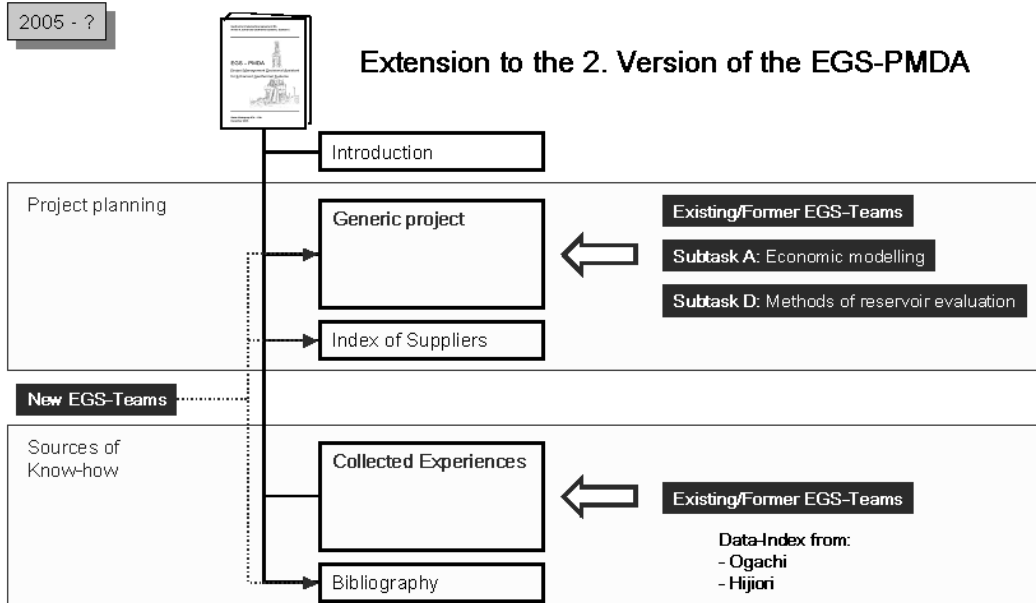 2005 - ?
EGS - PMDA
Extension to the 2. Version of the EGS-PMDA
Introduction
Project planning
Generic project
Existing/Former EGS-Teams
Subtask A: Economic modelling
Subtask D: Methods of reservoir evaluation
Index of Suppliers
New EGS-Teams
Sources of
Know-how
Collected Experiences
Existing/Former EGS-Teams
Data-Index from:
- Ogachi
- Hijiori
Bibliography